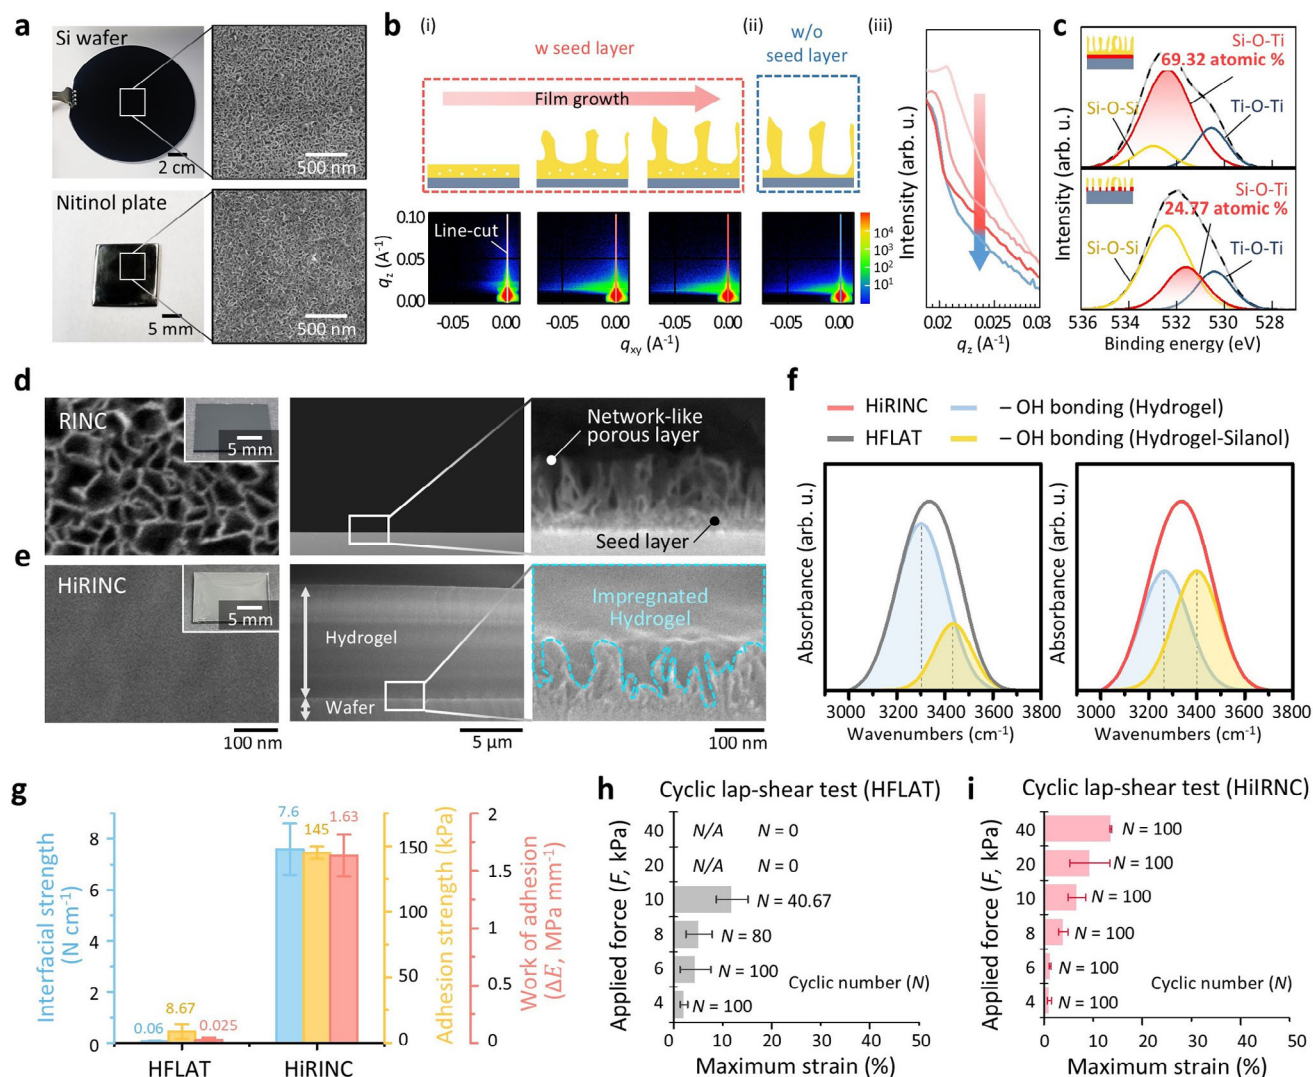 a
Si wafer
2 cm
500 nm
Nitinol plate
5 mm
500 nm
b
(i)
w seed layer
Film growth
(ii)
w/o
seed layer
(iii)
Line-cut
q_z (A⁻¹)
0.10
0.05
0.00
-0.05 0.00
-0.05 0.00
-0.05 0.00
-0.05 0.00
q_xy (A⁻¹)
10⁴
10³
10²
10¹
Intensity (arb. u.)
0.02 0.025 0.03
q_z (A⁻¹)
c
Si-O-Ti
69.32 atomic %
Si-O-Si
Ti-O-Ti
Si-O-Ti
24.77 atomic %
Si-O-Si
Ti-O-Ti
Intensity (arb. u.)
536 534 532 530 528
Binding energy (eV)
d
RINC
5 mm
Network-like
porous layer
Seed layer
e
HiRINC
5 mm
Hydrogel
Wafer
Impregnated
Hydrogel
100 nm
5 μm
100 nm
f
HiRINC
– OH bonding (Hydrogel)
HFLAT
– OH bonding (Hydrogel-Silanol)
Absorbance (arb. u.)
3000 3400 3800
Wavenumbers (cm⁻¹)
Absorbance (arb. u.)
3000 3400 3800
Wavenumbers (cm⁻¹)
g
Interfacial strength
(N cm⁻¹)
8
6
4
2
0
0.06
8.67
0.025
7.6
145
1.63
HFLAT
HiRINC
150
100
50
0
Adhesion strength (kPa)
2
1.5
1
0.5
0
Work of adhesion
(ΔE, MPa mm⁻¹)
h
Cyclic lap-shear test (HFLAT)
Applied force (F, kPa)
40 N/A N = 0
20 N/A N = 0
10 N = 40.67
8 N = 80
6 N = 100
4 N = 100
Cyclic number (N)
0 10 20 30 40 50
Maximum strain (%)
i
Cyclic lap-shear test (HiIRNC)
Applied force (F, kPa)
40 N = 100
20 N = 100
10 N = 100
8 N = 100
6 N = 100
4 N = 100
Cyclic number (N)
0 10 20 30 40 50
Maximum strain (%)